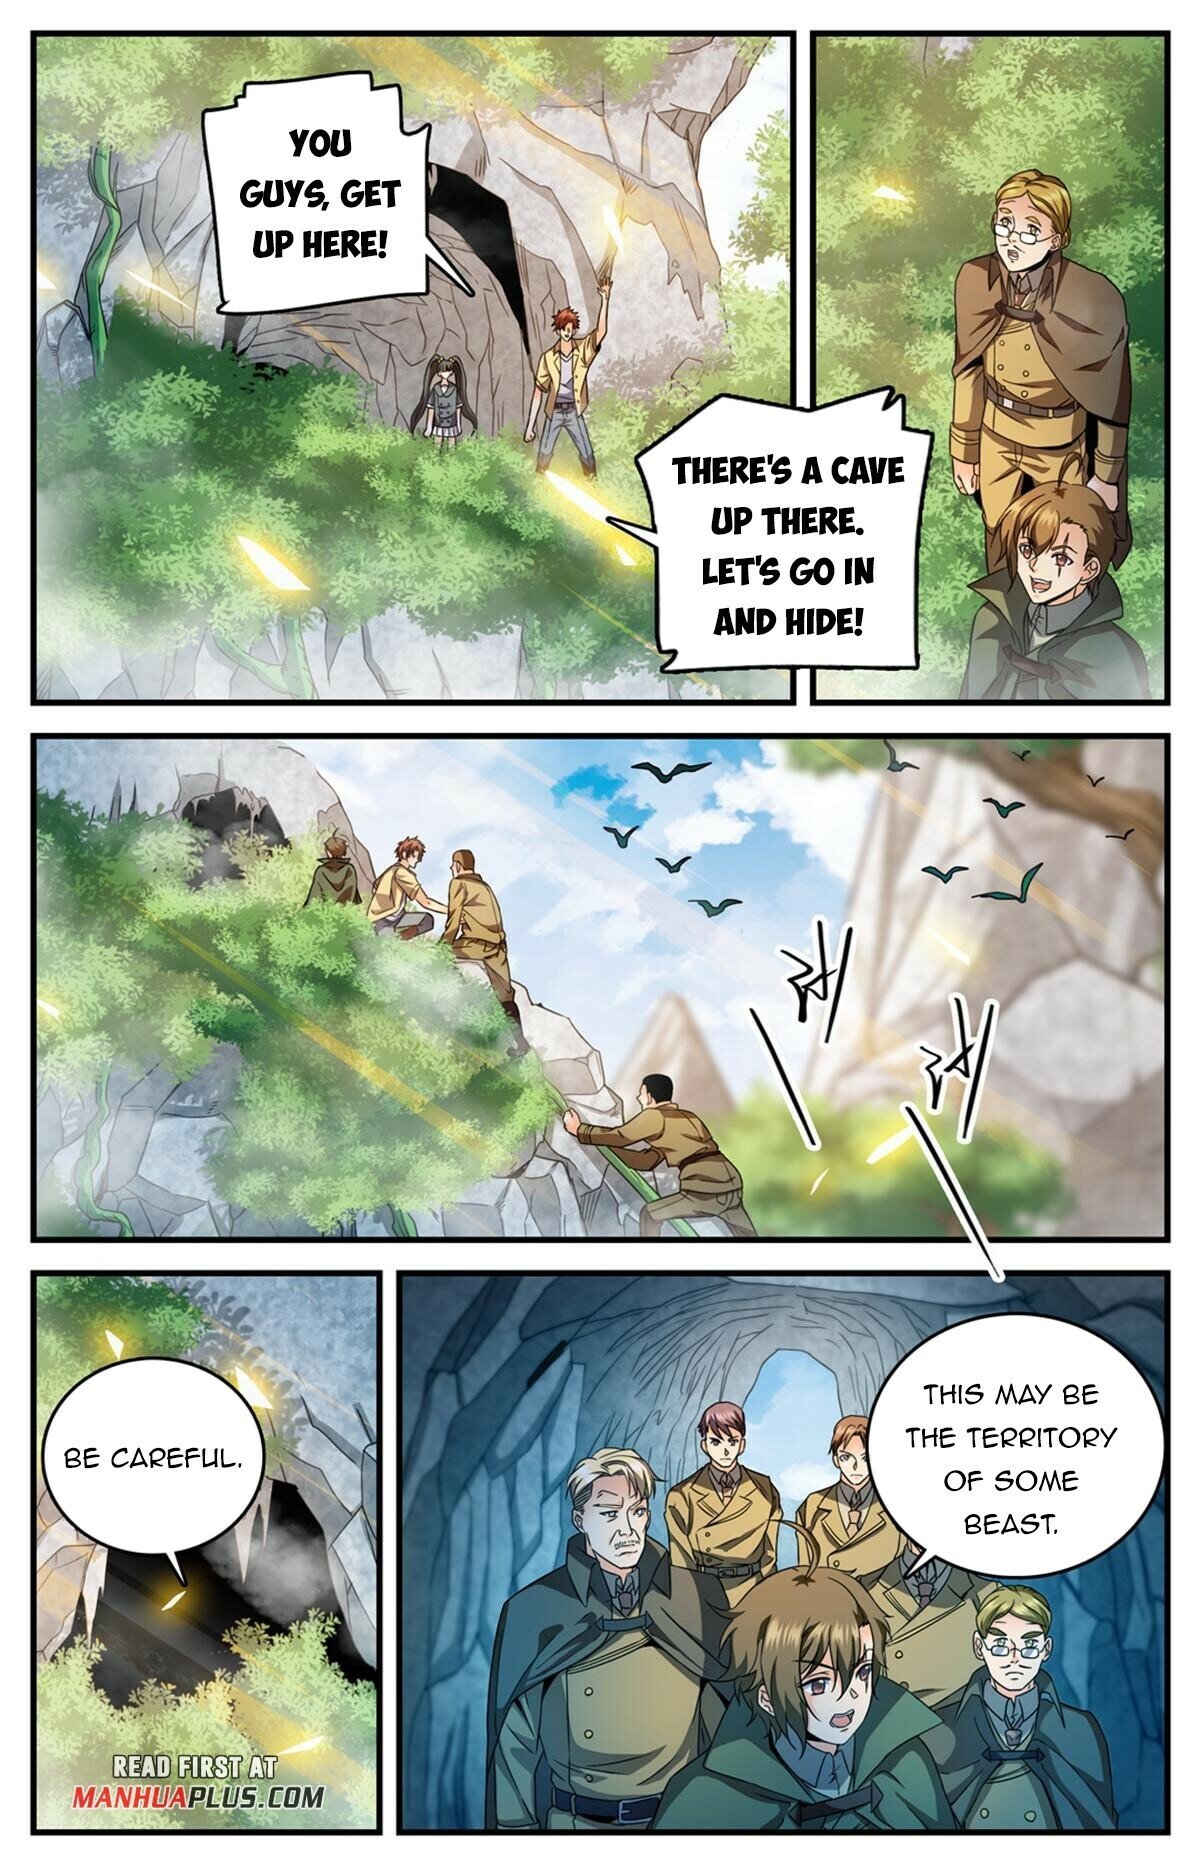 YOU
GUYS, GET
UP HERE!
THERE'S A CAVE
UP THERE.
LET'S GO IN
AND HIDE!
BE CAREFUL.
THIS MAY BE
THE TERRITORY
OF SOME
BEAST.
READ FIRST AT
MANHUAPLUS.COM